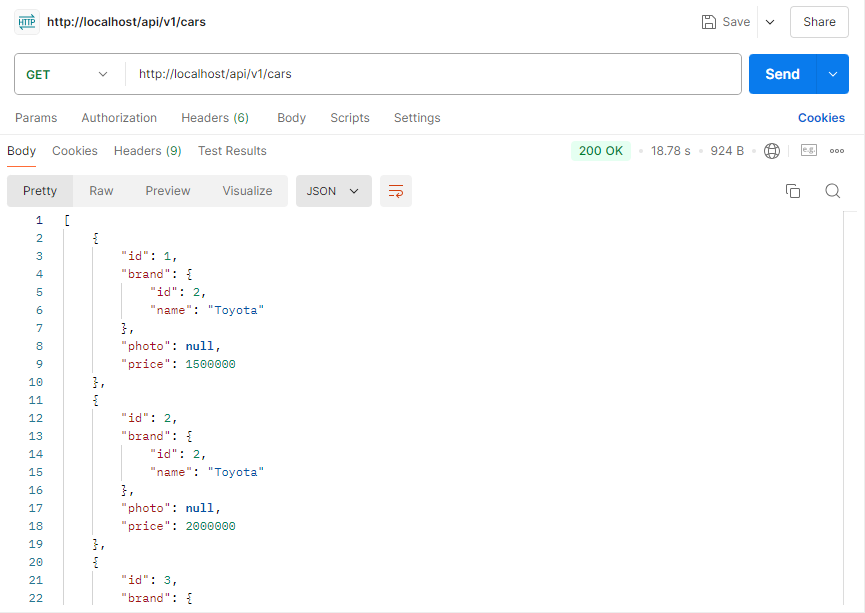 HTTP http://localhost/api/v1/cars Save Share
GET http://localhost/api/v1/cars Send
Params Authorization Headers (6) Body Scripts Settings Cookies
Body Cookies Headers (9) Test Results 200 OK • 18.78 s • 924 B
Pretty Raw Preview Visualize JSON
1 [
2 {
3 "id": 1,
4 "brand": {
5 "id": 2,
6 "name": "Toyota"
7 },
8 "photo": null,
9 "price": 1500000
10 },
11 {
12 "id": 2,
13 "brand": {
14 "id": 2,
15 "name": "Toyota"
16 },
17 "photo": null,
18 "price": 2000000
19 },
20 {
21 "id": 3,
22 "brand": {